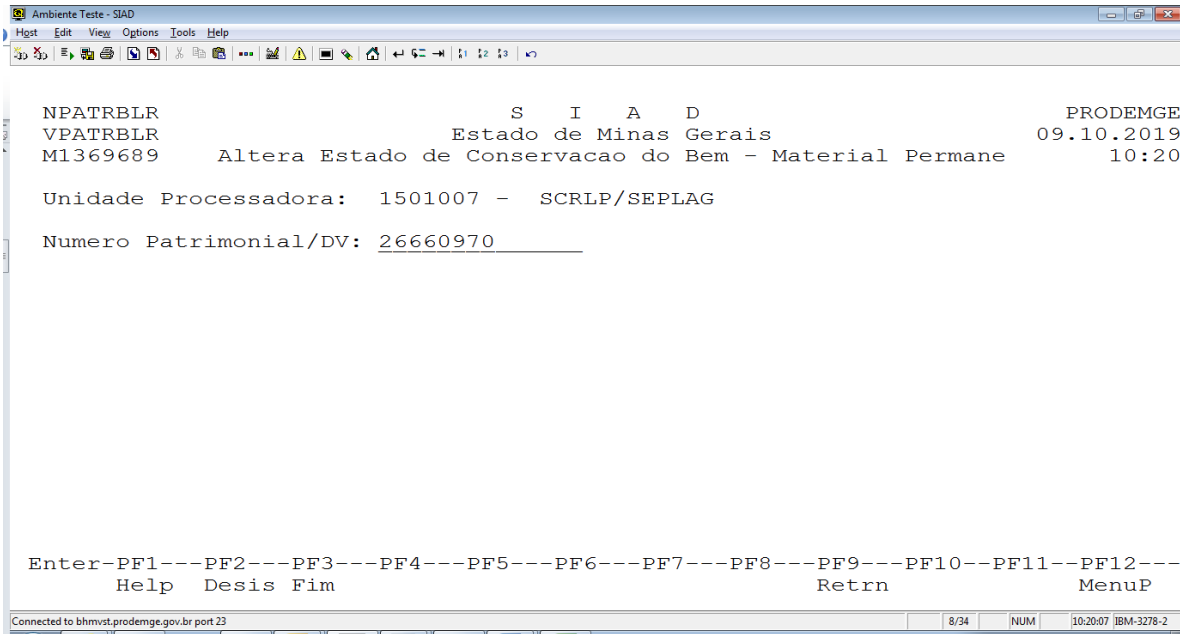 Ambiente Teste - SIAD
Host Edit View Options Tools Help
NPATRBLR S I A D PRODEMGE
VPATRBLR Estado de Minas Gerais 09.10.2019
M1369689 Altera Estado de Conservacao do Bem - Material Permane 10:20
Unidade Processadora: 1501007 - SCRLP/SEPLAG
Numero Patrimonial/DV: 26660970________
Enter-PF1---PF2---PF3---PF4---PF5---PF6---PF7---PF8---PF9---PF10--PF11--PF12---
Help Desis Fim Retrn MenuP
Connected to bhmvst.prodemge.gov.br port 23 8/34 NUM 10:20:07 IBM-3278-2